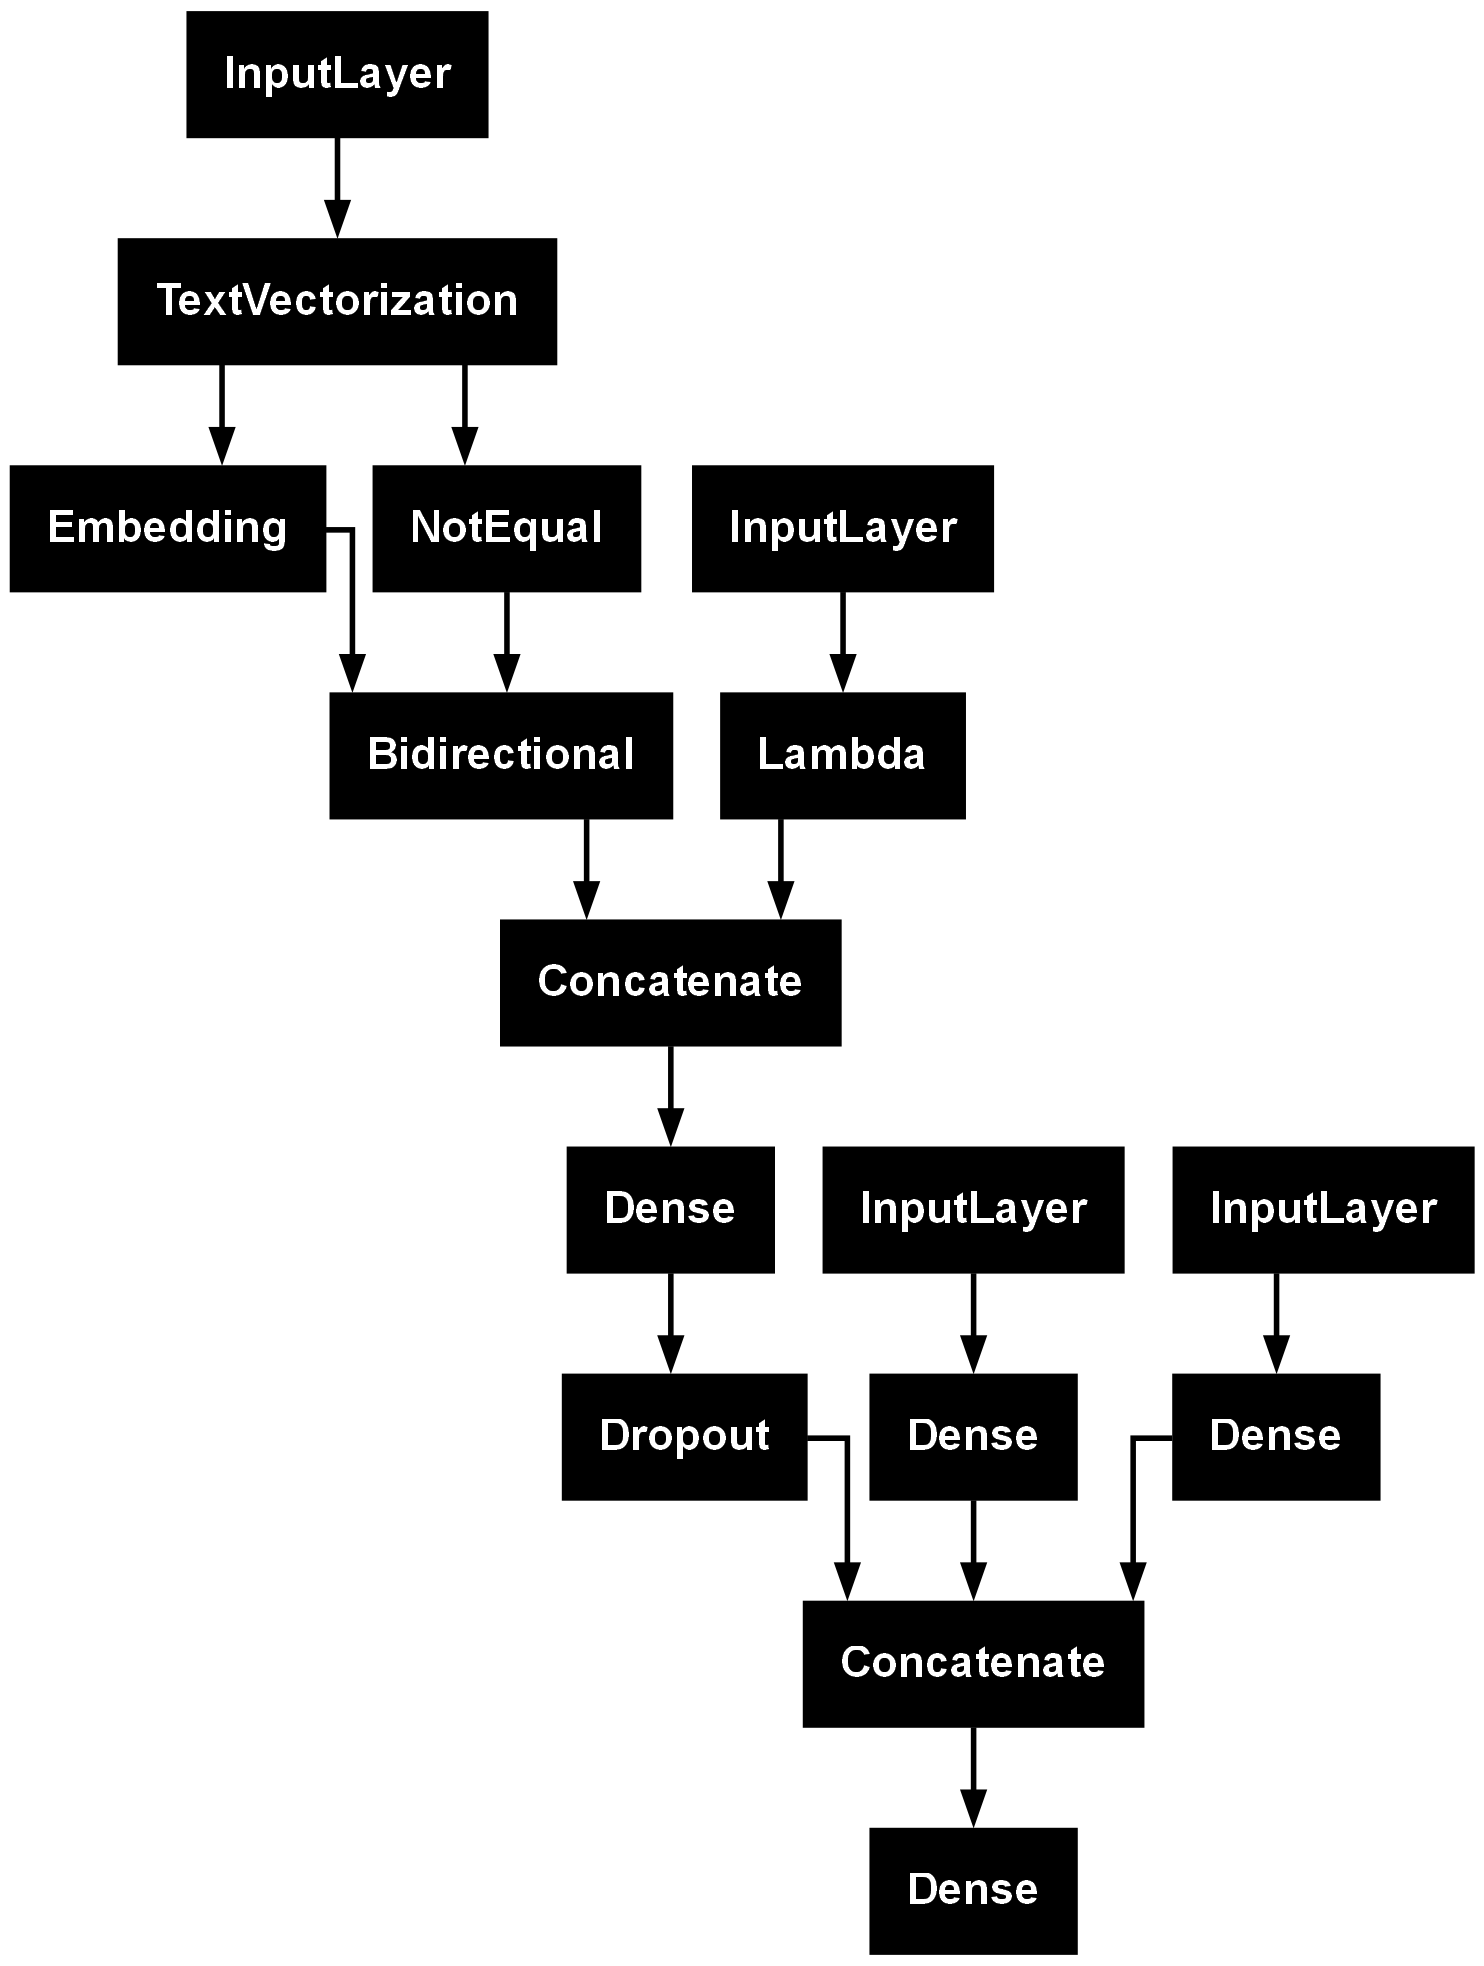 InputLayer
TextVectorization
Embedding
NotEqual
InputLayer
Bidirectional
Lambda
Concatenate
Dense
InputLayer
InputLayer
Dropout
Dense
Dense
Concatenate
Dense